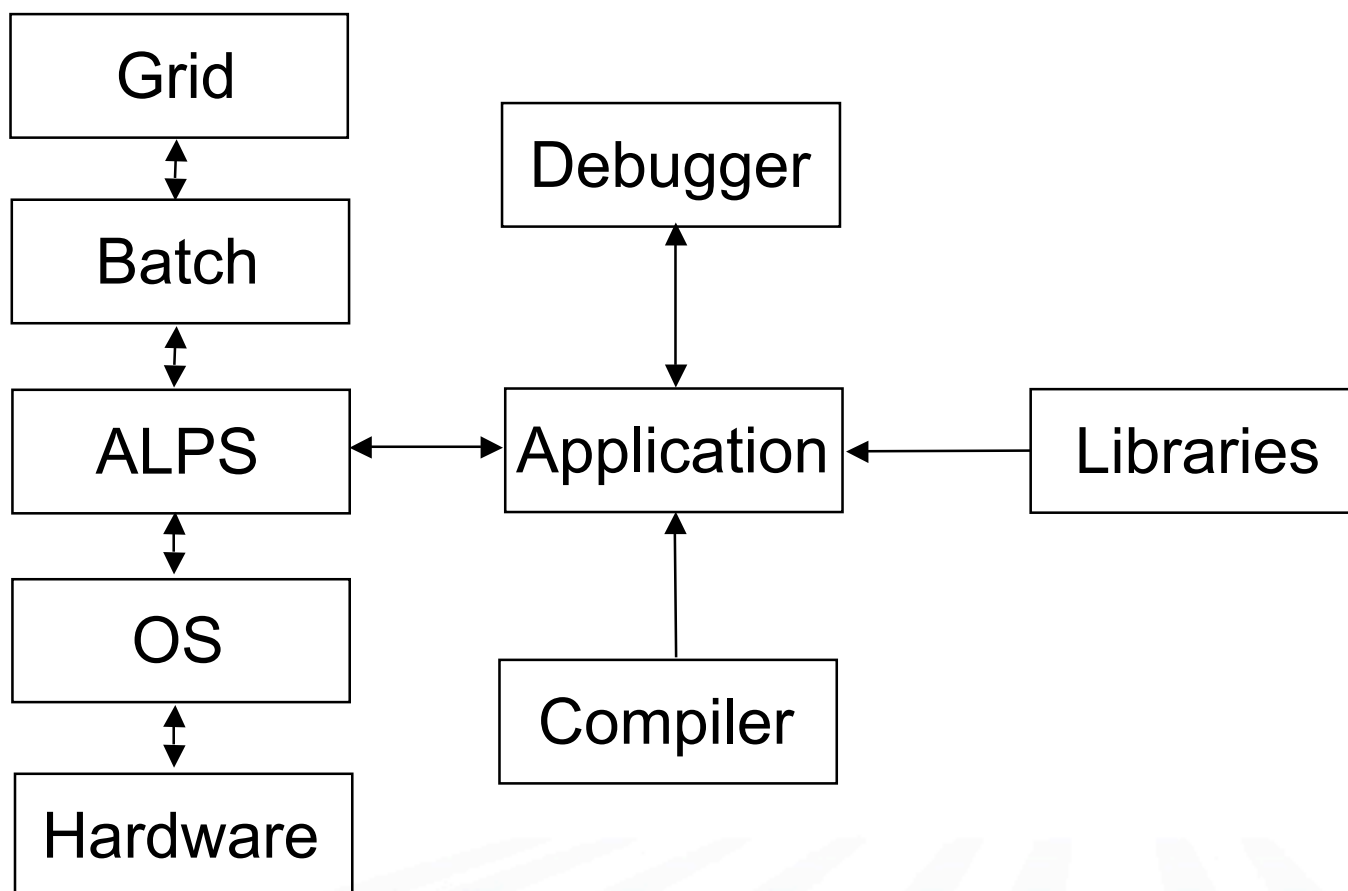 Grid
Batch
ALPS
OS
Hardware
Debugger
Application
Compiler
Libraries